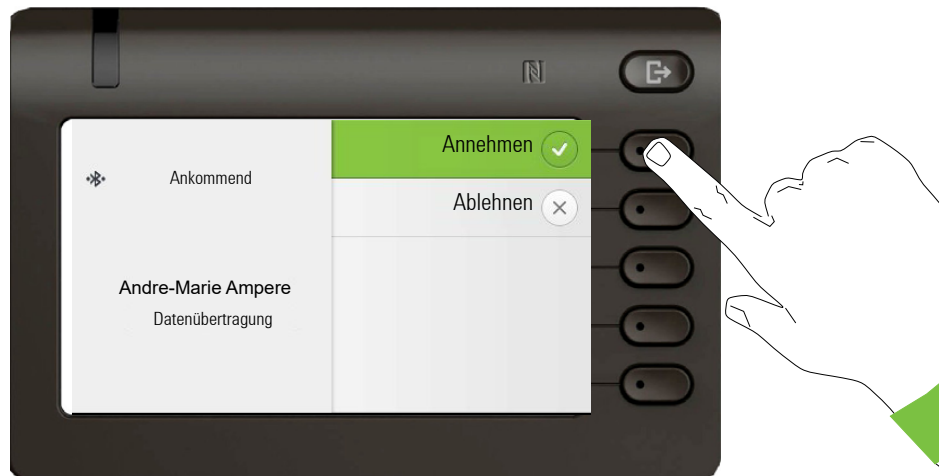 Ankommend
Andre-Marie Ampere
Datenübertragung
Annehmen
Ablehnen